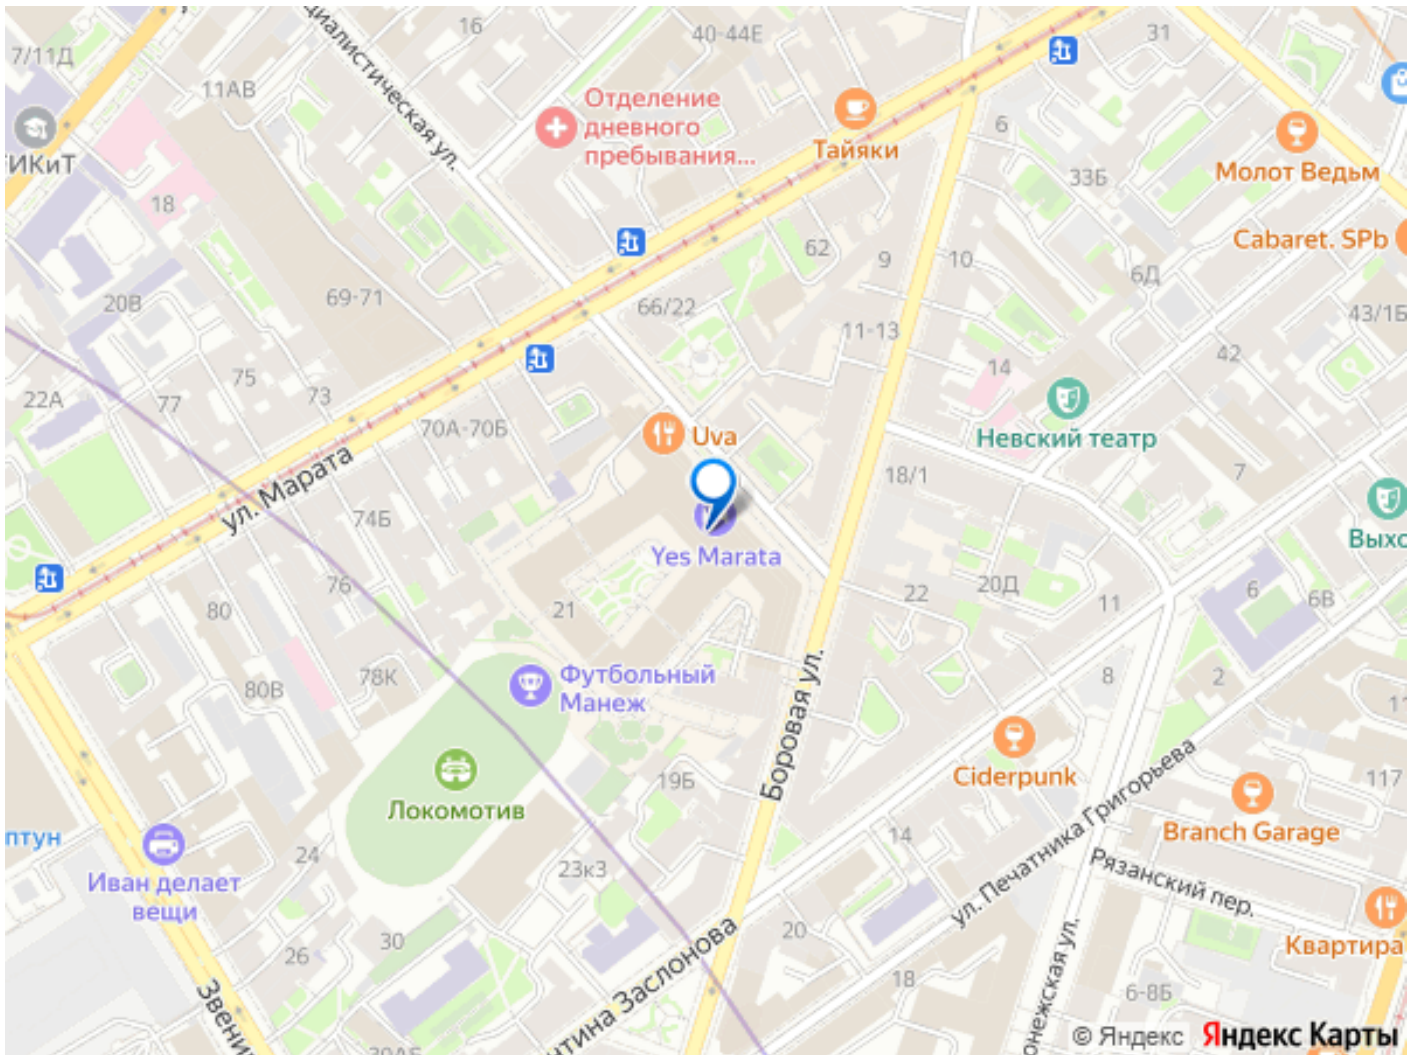 16
40-44Е
31
7/11Д
11АВ
циалистическая ул.
Отделение
дневного
пребывания...
Тайяки
6
Молот Ведьм
ИКиТ
18
33Б
Cabaret. SPb
62
9
10
6Д
20В
69-71
66/22
11-13
43/1Б
42
14
75
73
22А
77
70А-70Б
Uva
Невский театр
18/1
7
ул. Марата
74Б
Yes Marata
Выхо
76
20Д
22
11
6
6В
80
21
78К
80В
Футбольный
Манеж
8
2
11
Боровая ул.
19Б
Ciderpunk
117
Локомотив
Branch Garage
птун
Иван делает
вещи
24
23к3
14
ул. Печатника Григорьева
Рязанский пер.
30
26
20
18
Квартира
Звени
нтина Заслонова
онежская ул.
6-8Б
30АБ
© Яндекс Яндекс Карты